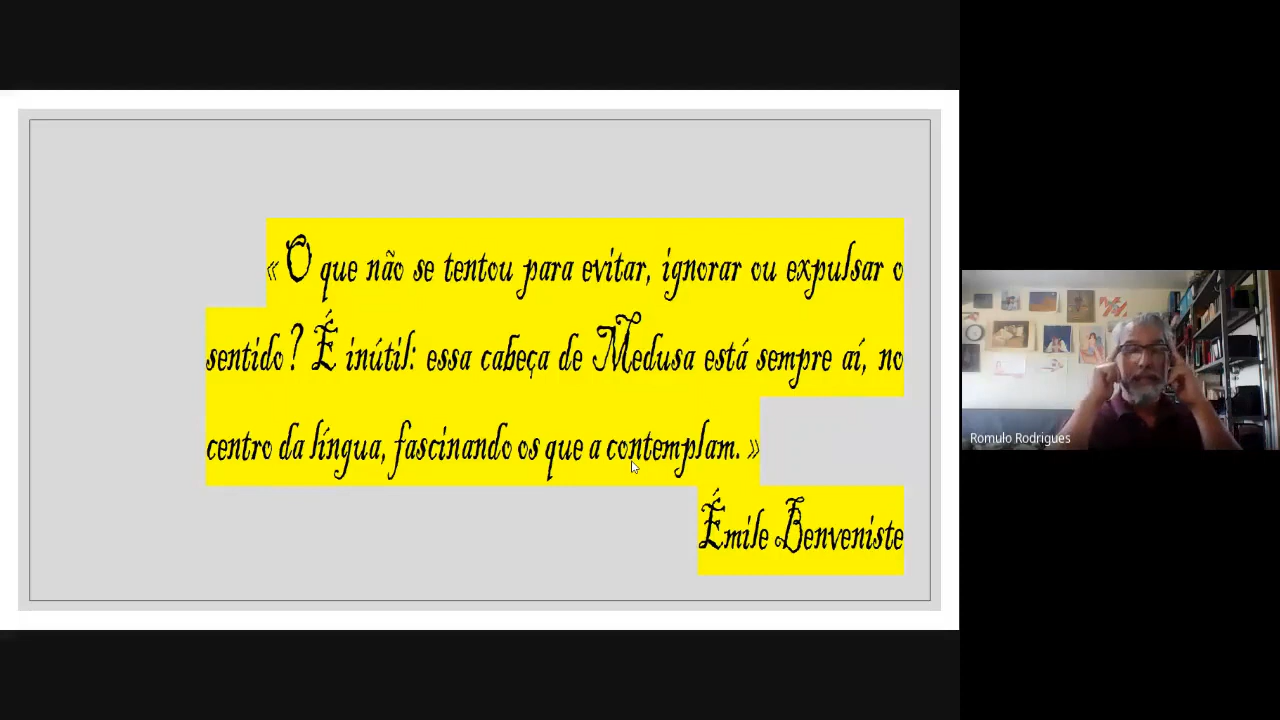 « O que não se tentou para evitar, ignorar ou expulsar o
sentido? É inútil: essa cabeça de Medusa está sempre aí, no
centro da língua, fascinando os que a contemplam. »
Émile Benveniste
Romulo Rodrigues